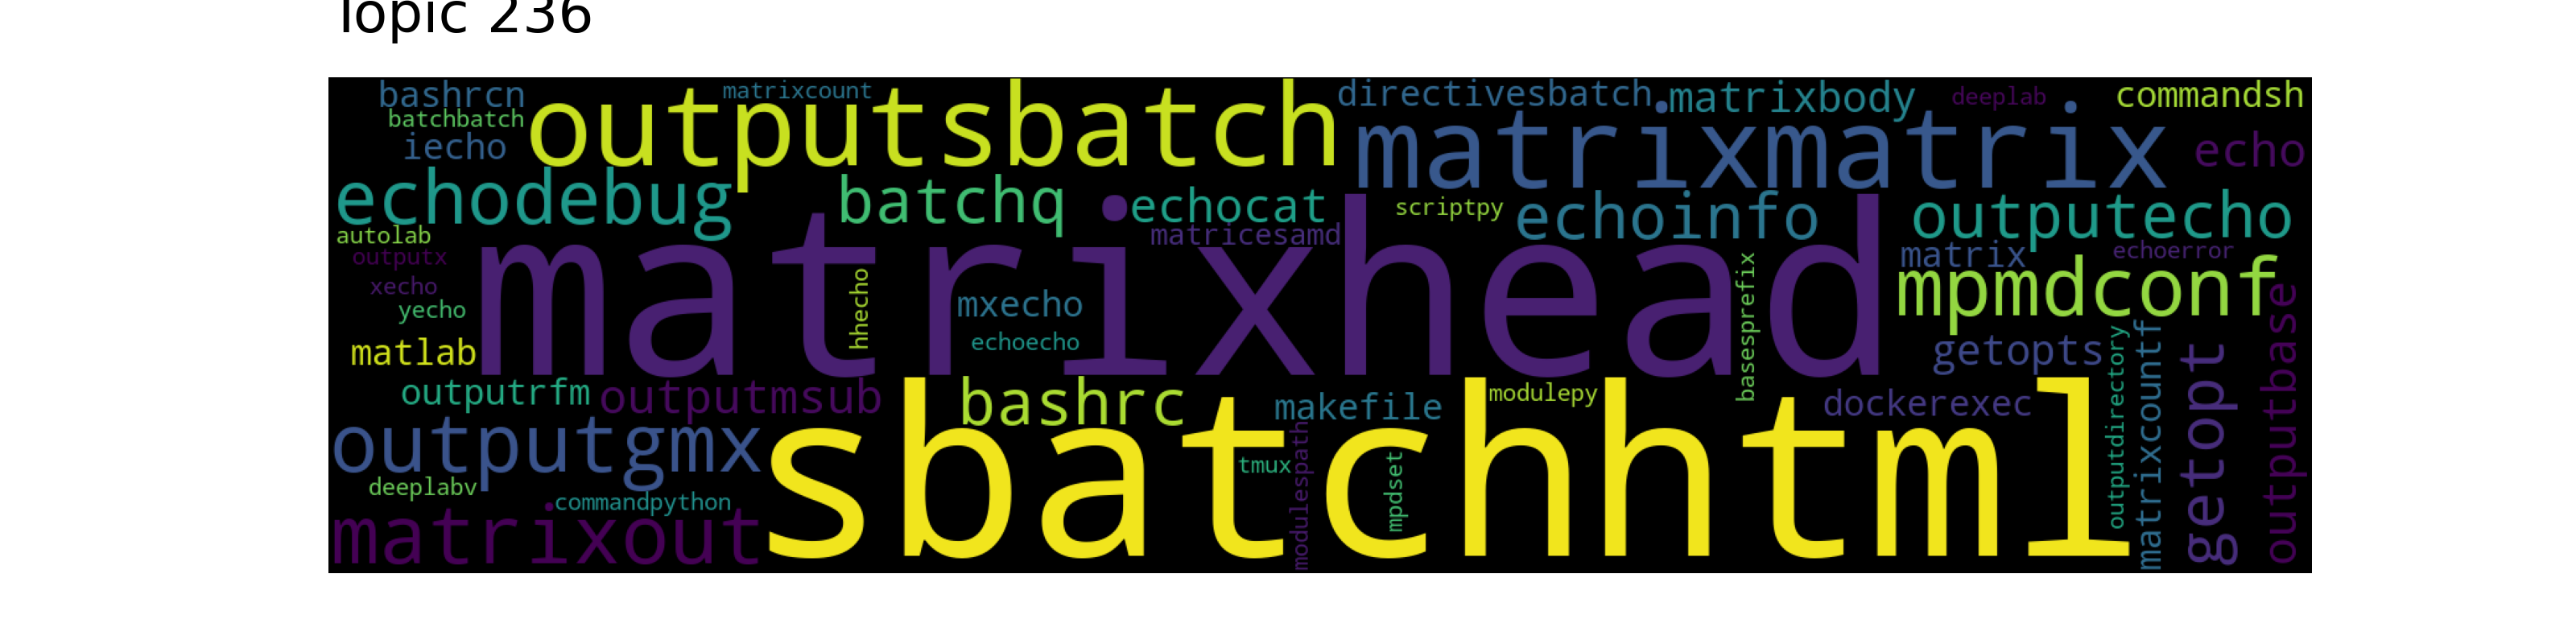 Topic 236
bashrcn
matrixcount
directivesbatch
matrixbody
deeplab
commandsh
batchbatch
outputsbatch
iecho
matrixmatrix
echo
echodebug
batchq
echocat
scriptpy
echoinfo
outputecho
autolab
matricesamd
matrix
echoerror
outputx
xecho
yecho
matrixhead
hhecho
mxecho
echoecho
basesprefix
mpmdconf
matlab
getopts
outputrfm
outputmsub
bashrc
makefile
modulepy
dockerexec
outputdirectory
matrixcountf
getopt
outputbase
outputgmx
sbatchhtml
tmux
modulespath
mpdset
deeplabv
commandpython
matrixout